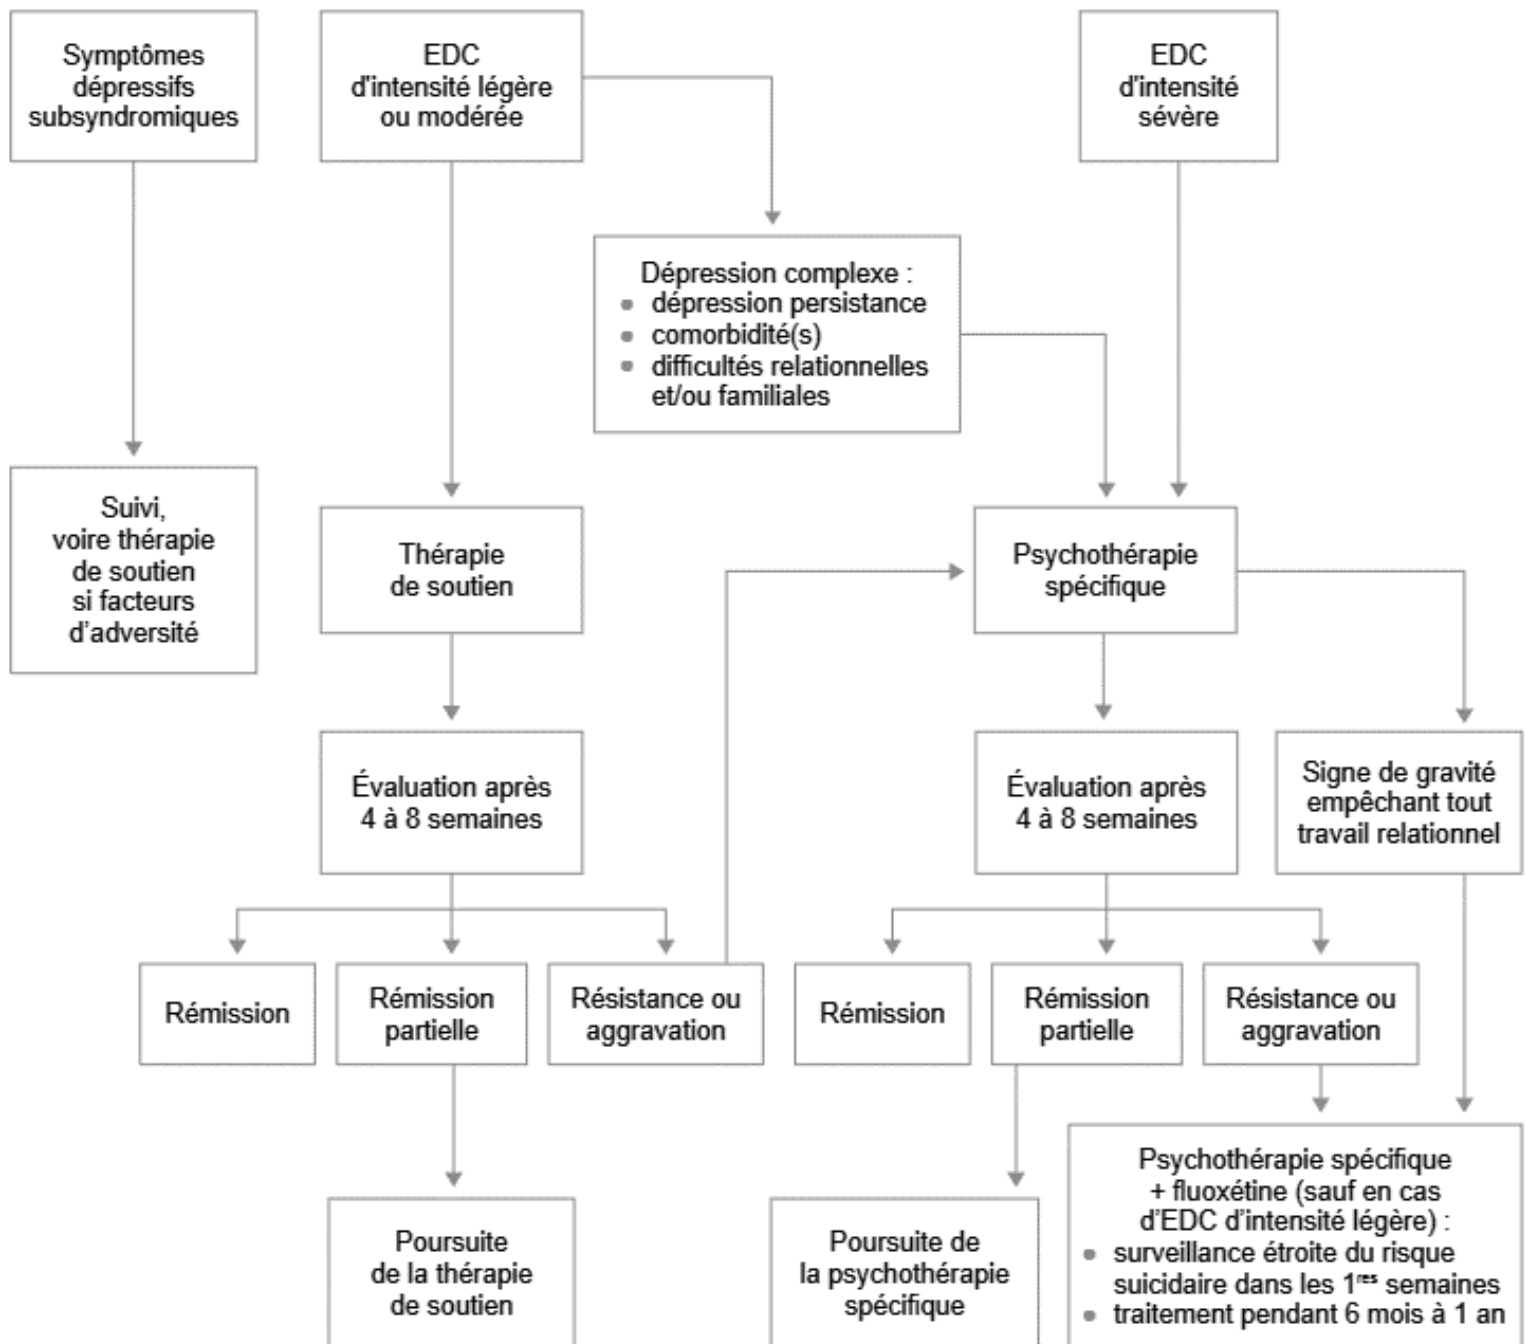 Symptômes
dépressifs
subsyndromiques
EDC
d'intensité légère
ou modérée
EDC
d'intensité
sévère
Dépression complexe :
• dépression persistance
• comorbidité(s)
• difficultés relationnelles
et/ou familiales
Suivi,
voire thérapie
de soutien
si facteurs
d'adversité
Thérapie
de soutien
Psychothérapie
spécifique
Évaluation après
4 à 8 semaines
Évaluation après
4 à 8 semaines
Signe de gravité
empêchant tout
travail relationnel
Rémission
Rémission
partielle
Résistance ou
aggravation
Rémission
Rémission
partielle
Résistance ou
aggravation
Poursuite
de la thérapie
de soutien
Poursuite de
la psychothérapie
spécifique
Psychothérapie spécifique
+ fluoxétine (sauf en cas
d'EDC d'intensité légère) :
• surveillance étroite du risque
suicidaire dans les 1res semaines
• traitement pendant 6 mois à 1 an